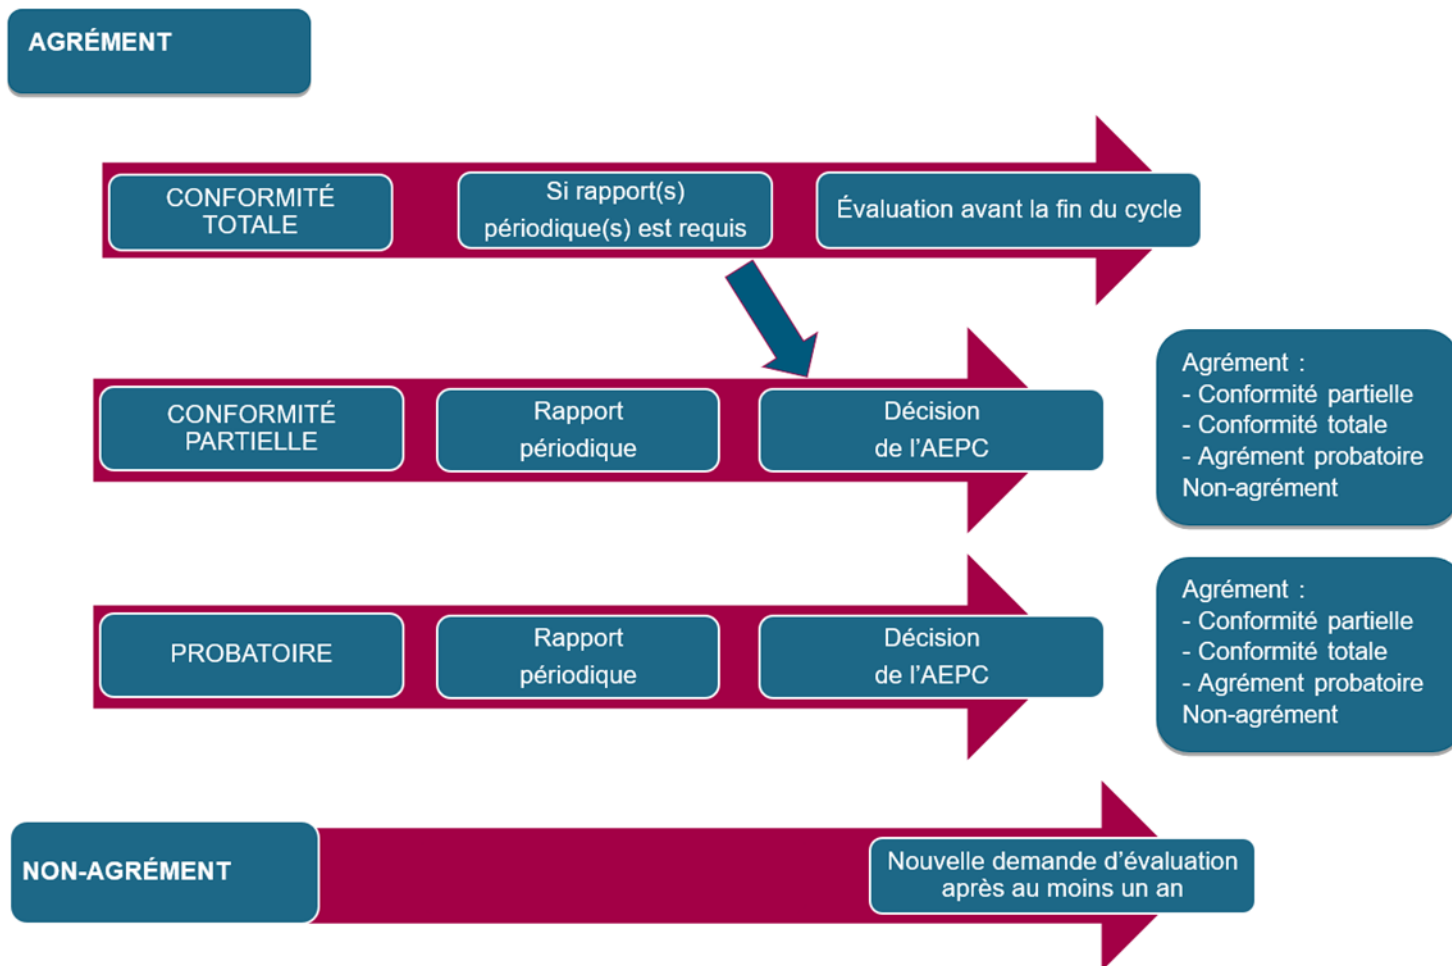 AGRÉMENT
CONFORMITÉ
TOTALE
Si rapport(s)
périodique(s) est requis
Évaluation avant la fin du cycle
CONFORMITÉ
PARTIELLE
Rapport
périodique
Décision
de l'AEPC
Agrément :
- Conformité partielle
- Conformité totale
- Agrément probatoire
Non-agrément
PROBATOIRE
Rapport
périodique
Décision
de l'AEPC
Agrément :
- Conformité partielle
- Conformité totale
- Agrément probatoire
Non-agrément
NON-AGRÉMENT
Nouvelle demande d'évaluation
après au moins un an